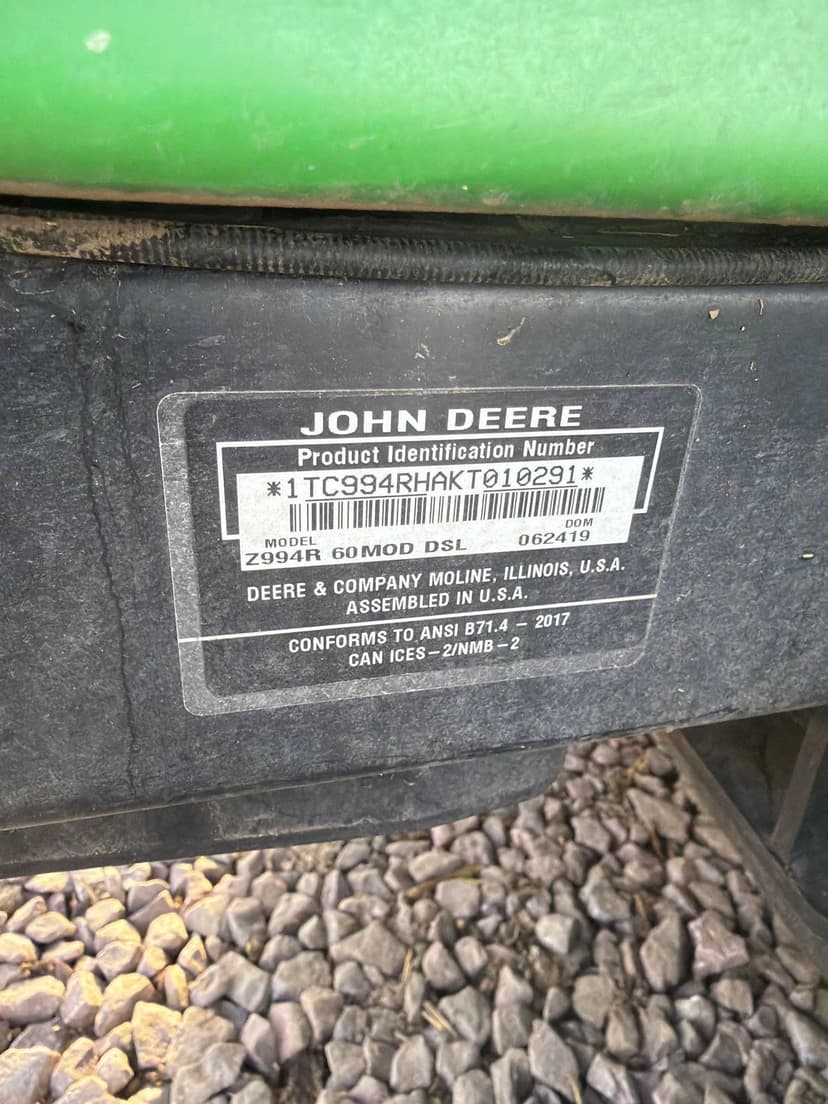 JOHN DEERE
Product Identification Number
*1TC994RHAKT010291*
MODEL DOM
Z994R 60MOD DSL 062419
DEERE & COMPANY MOLINE, ILLINOIS, U.S.A.
ASSEMBLED IN U.S.A.
CONFORMS TO ANSI B71.4 – 2017
CAN ICES–2/NMB–2